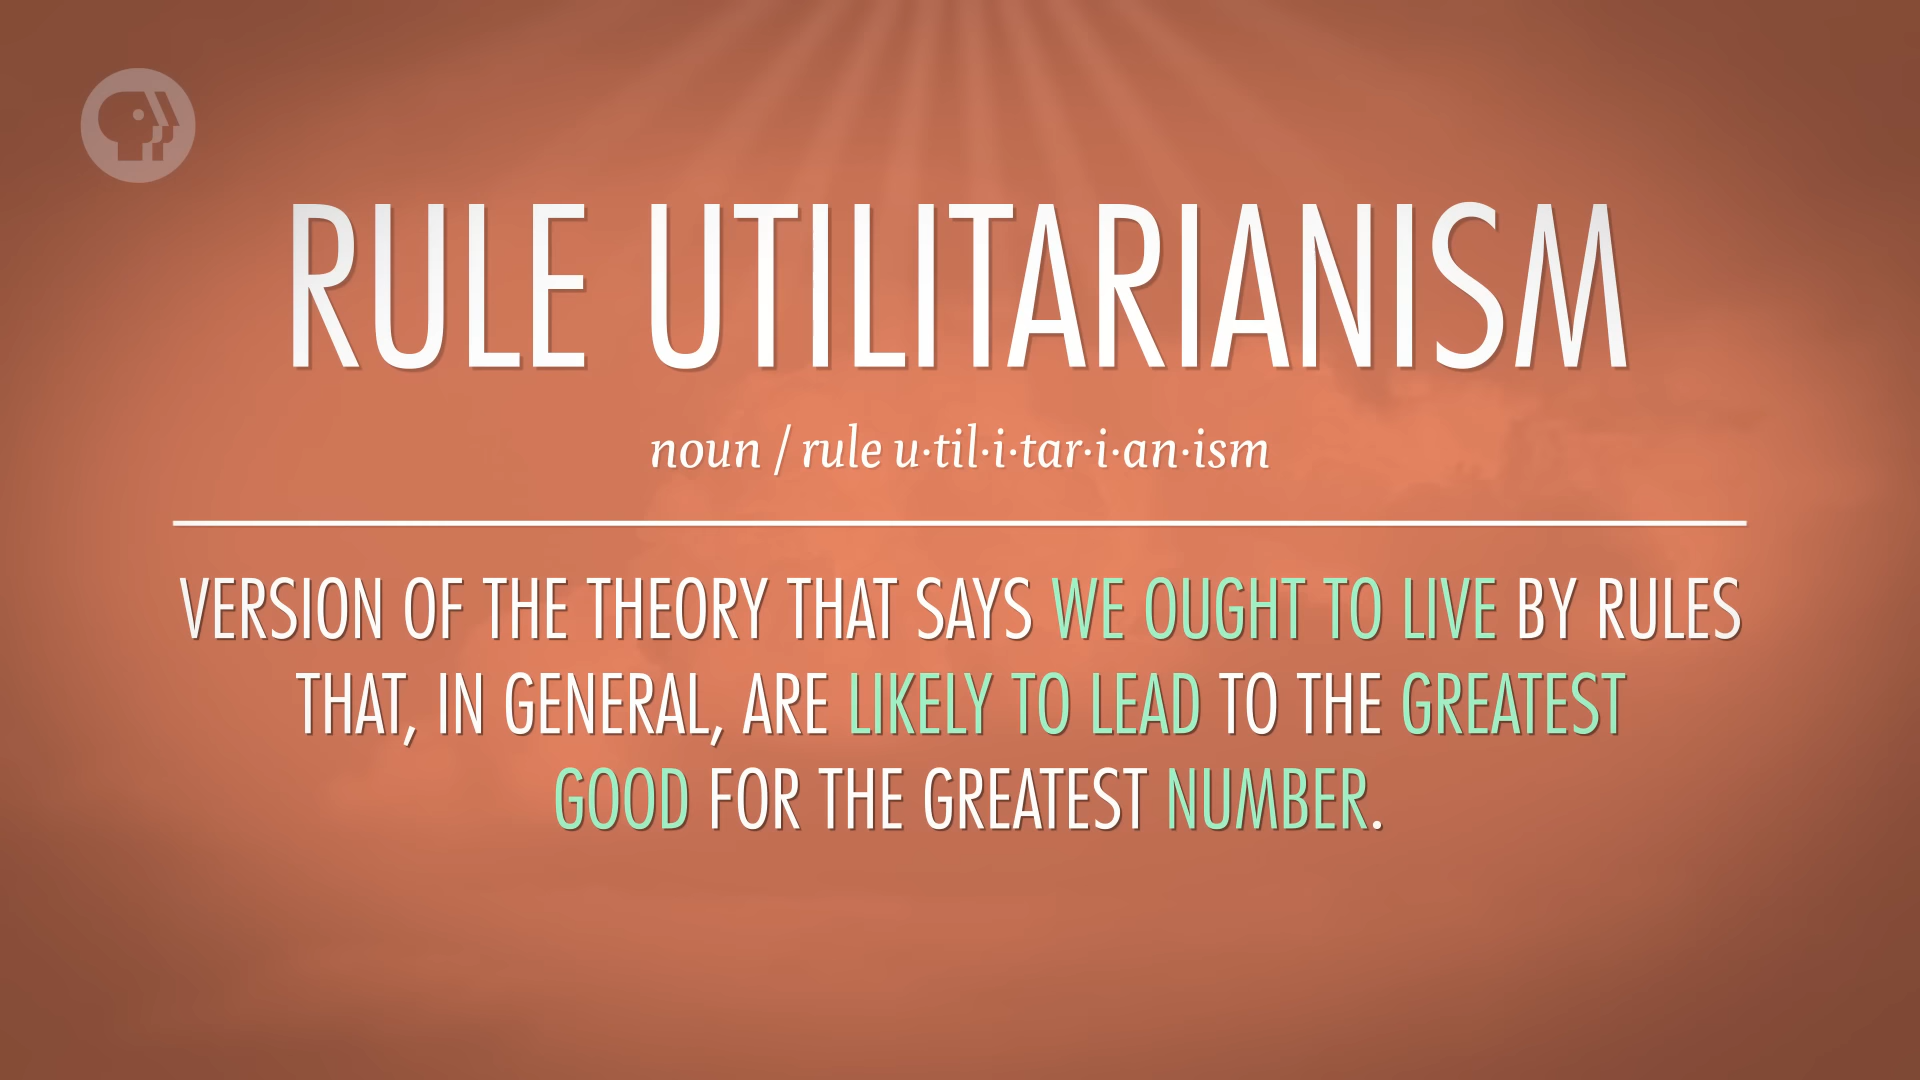 RULE UTILITARIANISM
noun / rule u·til·i·tar·i·an·ism
VERSION OF THE THEORY THAT SAYS WE OUGHT TO LIVE BY RULES
THAT, IN GENERAL, ARE LIKELY TO LEAD TO THE GREATEST
GOOD FOR THE GREATEST NUMBER.